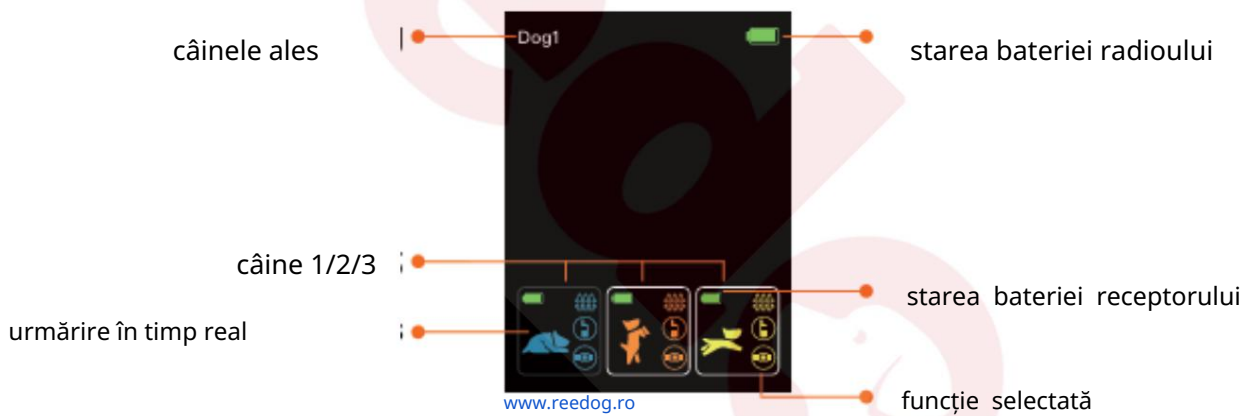 câinele ales
Dog1
starea bateriei radioului
câine 1/2/3
starea bateriei receptorului
urmărire în timp real
funcție selectată
www.reedog.ro